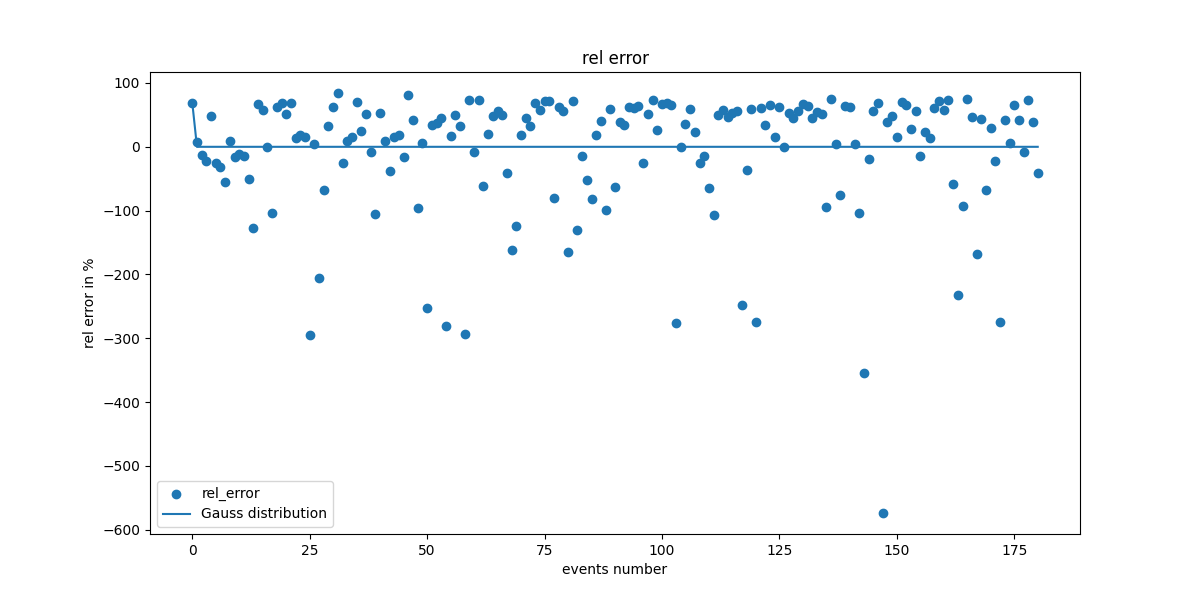 rel error
100
0
−100
−200
−300
−400
−500
−600
rel error in %
rel_error
Gauss distribution
0 25 50 75 100 125 150 175
events number